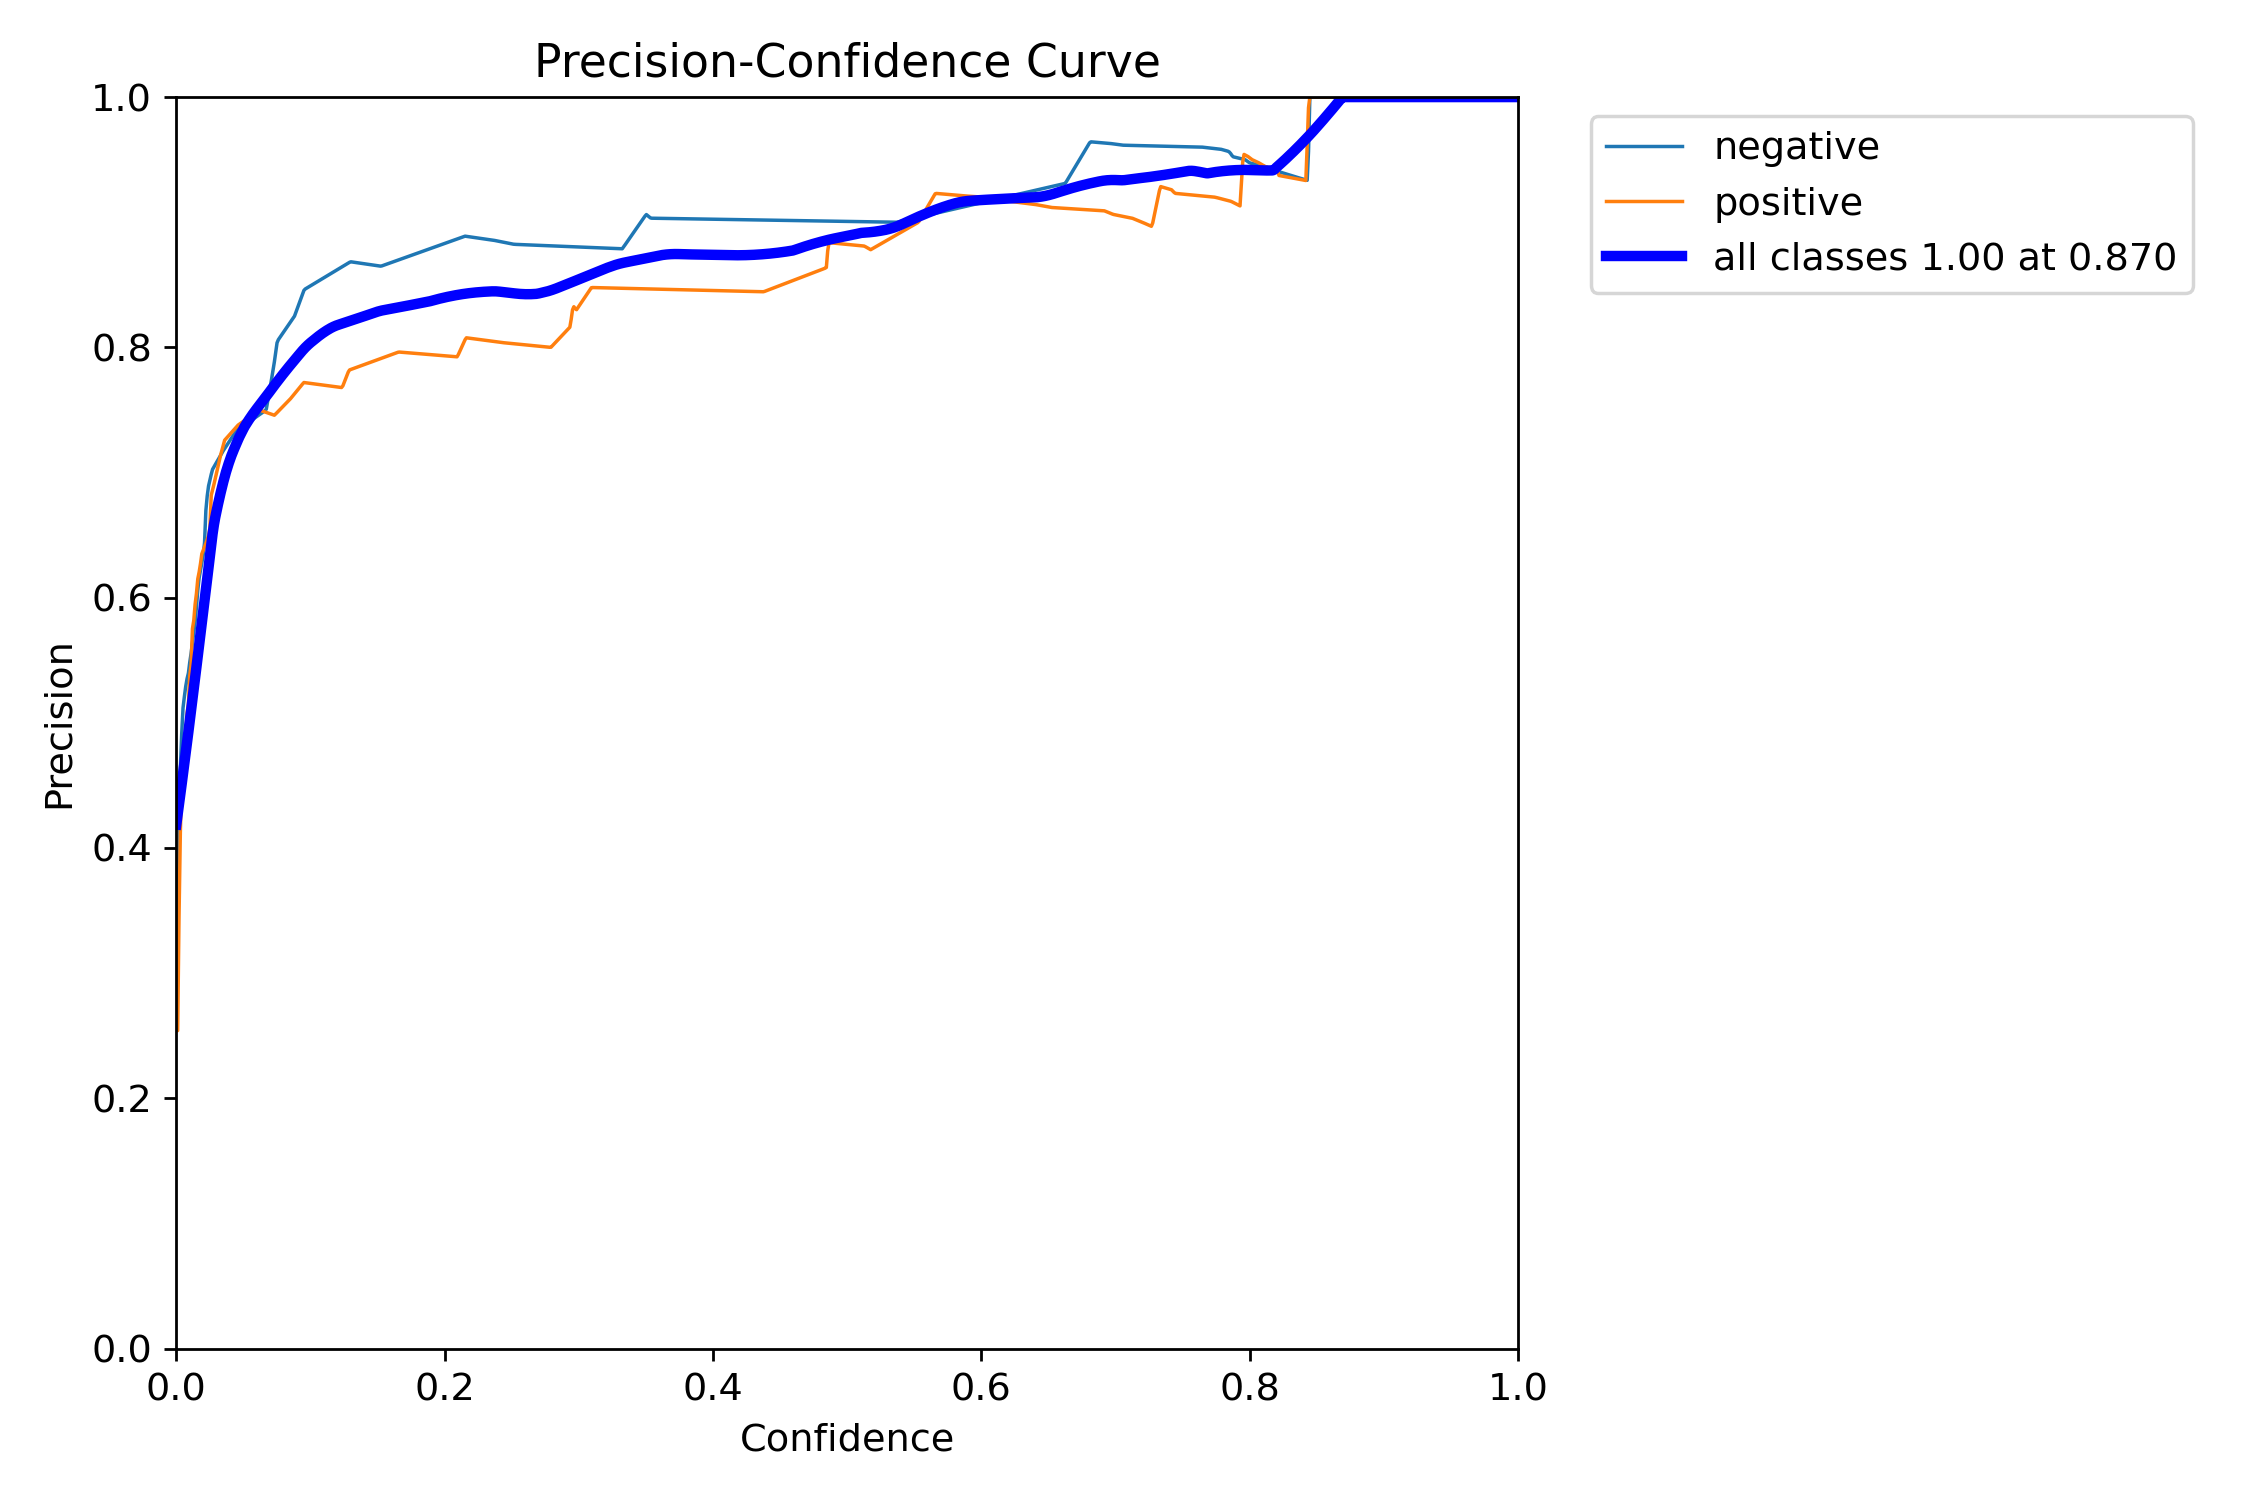 Precision-Confidence Curve
1.0
0.8
0.6
0.4
0.2
0.0
Precision
0.0 0.2 0.4 0.6 0.8 1.0
Confidence
negative
positive
all classes 1.00 at 0.870